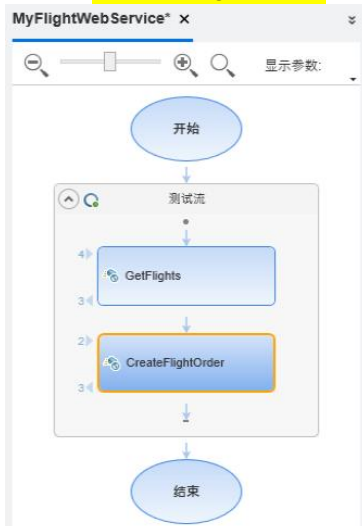 MyFlightWebService* ×
显示参数:
开始
测试流
4
GetFlights
3
2
CreateFlightOrder
3
结束